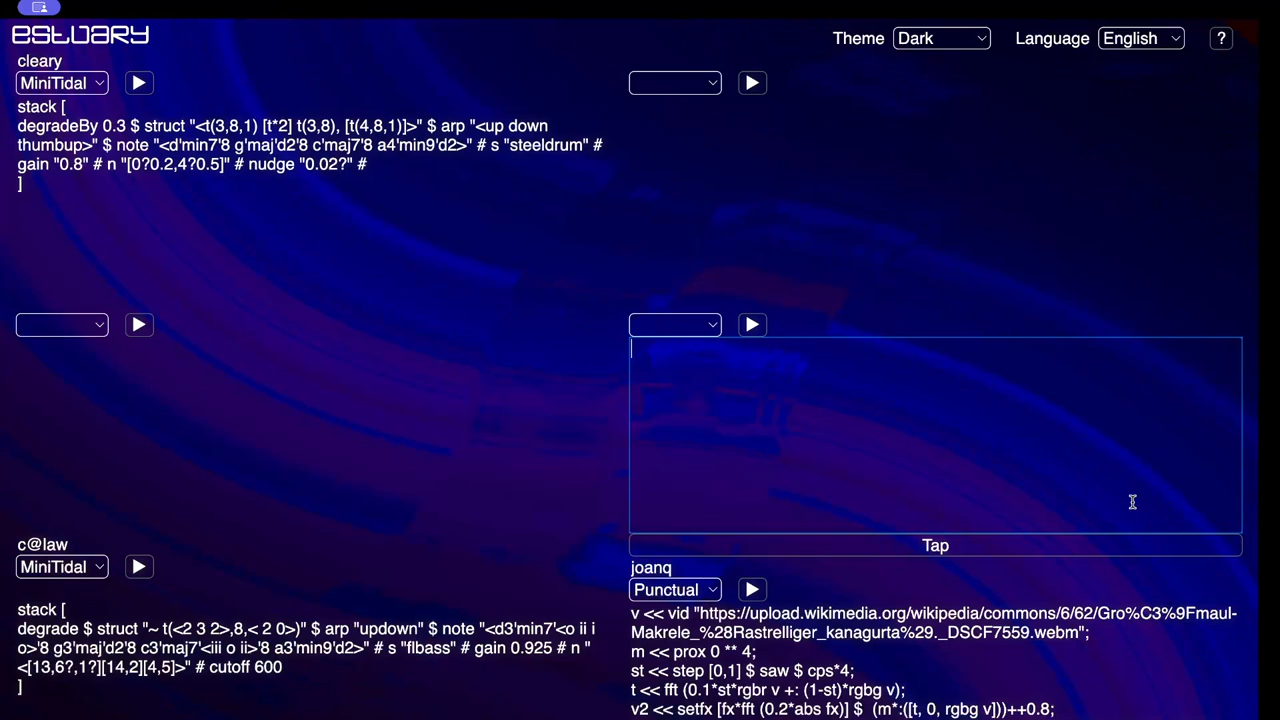 estuary
Theme Dark Language English ?
cleary
MiniTidal
stack [
degradeBy 0.3 $ struct "<t(3,8,1) [t*2] t(3,8), [t(4,8,1)]>" $ arp "<up down
thumbup>" $ note "<d'min7'8 g'maj'd2'8 c'maj7'8 a4'min9'd2>" # s "steeldrum" #
gain "0.8" # n "[0?0.2,4?0.5]" # nudge "0.02?" #
]
c@law
MiniTidal
stack [
degrade $ struct "~ t(<2 3 2>,8,< 2 0>)" $ arp "updown" $ note "<d3'min7'<o ii i
o>'8 g3'maj'd2'8 c3'maj7'<iii o ii>'8 a3'min9'd2>" # s "flbass" # gain 0.925 # n "
<[13,6?,1?][14,2][4,5]>" # cutoff 600
]
Tap
joanq
Punctual
v << vid "https://upload.wikimedia.org/wikipedia/commons/6/62/Gro%C3%9Fmaul-
Makrele_%28Rastrelliger_kanagurta%29._DSCF7559.webm";
m << prox 0 ** 4;
st << step [0,1] $ saw $ cps*4;
t << fft (0.1*st*rgbr v +: (1-st)*rgbg v);
v2 << setfx [fx*fft (0.2*abs fx)] $ (m*:([t, 0, rgbg v]))++0.8;